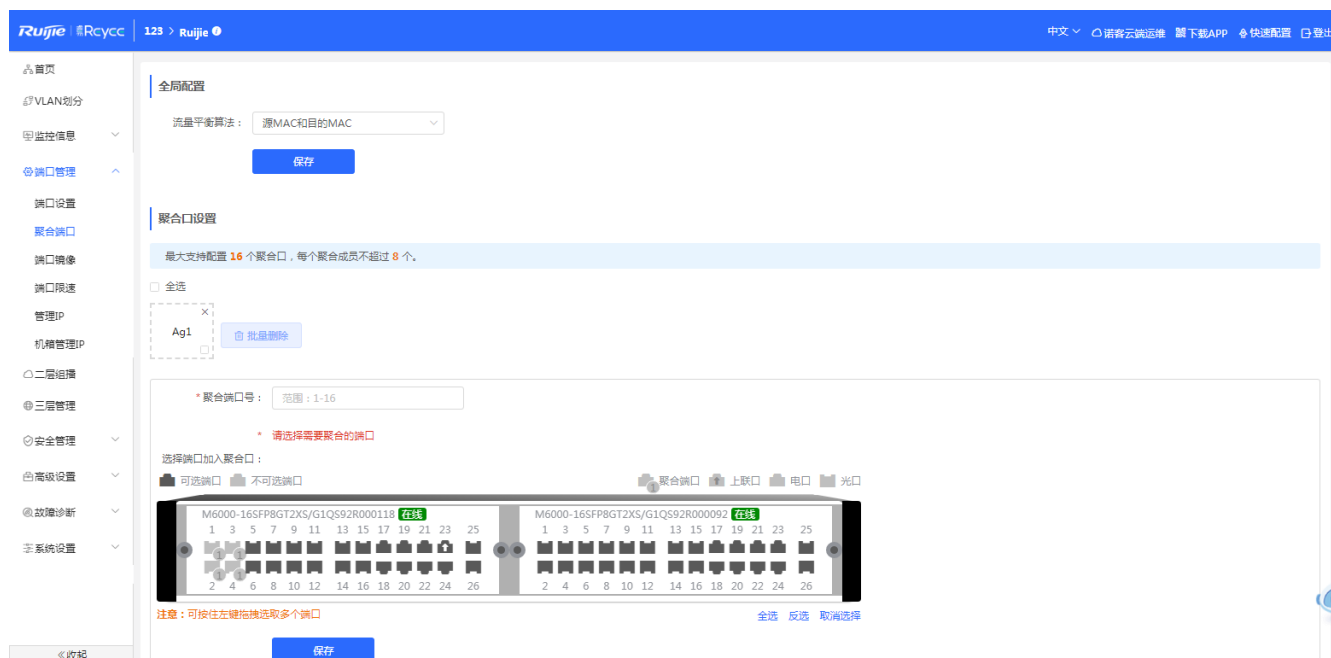 Ruijie Rcycc 123 > Ruijie 中文 诺客云端运维 下载APP 快速配置 登出
首页
VLAN划分
监控信息
端口管理
端口设置
聚合端口
端口镜像
端口限速
管理IP
机箱管理IP
二层组播
三层管理
安全管理
高级设置
故障诊断
系统设置
《收起
全局配置
流量平衡算法： 源MAC和目的MAC
保存
聚合口设置
最大支持配置 16 个聚合口，每个聚合成员不超过 8 个。
全选
Ag1
批量删除
*聚合端口号： 范围：1-16
* 请选择需要聚合的端口
选择端口加入聚合口：
可选端口 不可选端口 1 聚合端口 上联口 电口 光口
M6000-16SFP8GT2XS/G1QS92R000118 在线 M6000-16SFP8GT2XS/G1QS92R000092 在线
1 3 5 7 9 11 13 15 17 19 21 23 25 1 3 5 7 9 11 13 15 17 19 21 23 25
1 1
1 1
2 4 6 8 10 12 14 16 18 20 22 24 26 2 4 6 8 10 12 14 16 18 20 22 24 26
注意：可按住左键拖拽选取多个端口 全选 反选 取消选择
保存